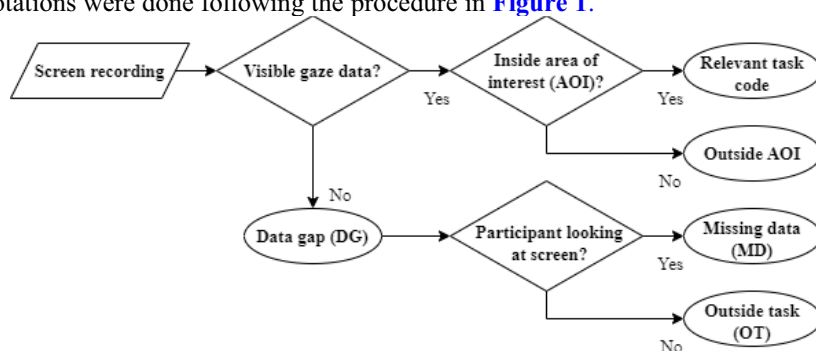 otations were done following the procedure in Figure 1.
Screen recording
Visible gaze data?
Yes
Inside area of
interest (AOI)?
Yes
Relevant task
code
No
Outside AOI
No
Data gap (DG)
Participant looking
at screen?
Yes
Missing data
(MD)
No
Outside task
(OT)